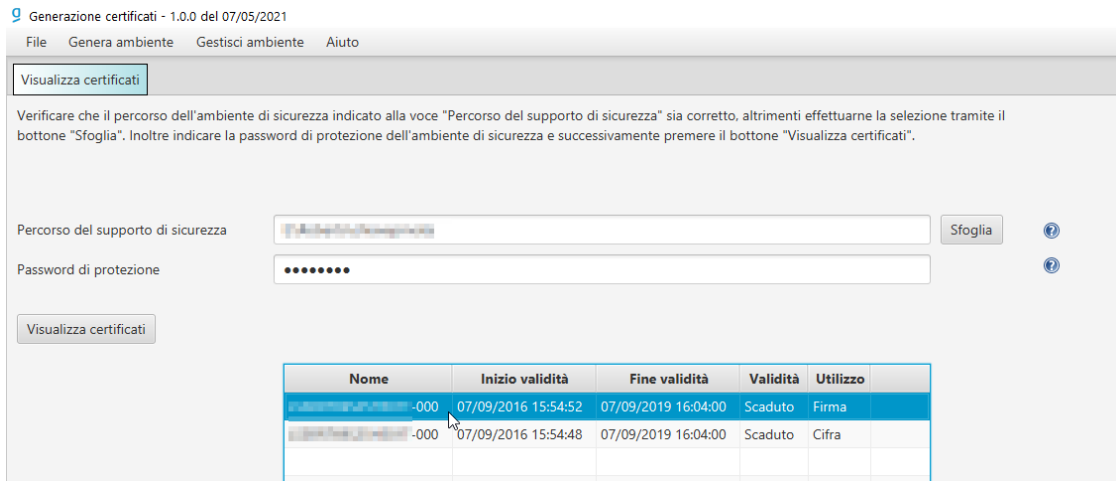 Generazione certificati - 1.0.0 del 07/05/2021
File Genera ambiente Gestisci ambiente Aiuto
Visualizza certificati
Verificare che il percorso dell'ambiente di sicurezza indicato alla voce "Percorso del supporto di sicurezza" sia corretto, altrimenti effettuarne la selezione tramite il
bottone "Sfoglia". Inoltre indicare la password di protezione dell'ambiente di sicurezza e successivamente premere il bottone "Visualizza certificati".
Percorso del supporto di sicurezza Sfoglia
Password di protezione ••••••••
Visualizza certificati
Nome Inizio validità Fine validità Validità Utilizzo
-000 07/09/2016 15:54:52 07/09/2019 16:04:00 Scaduto Firma
-000 07/09/2016 15:54:48 07/09/2019 16:04:00 Scaduto Cifra